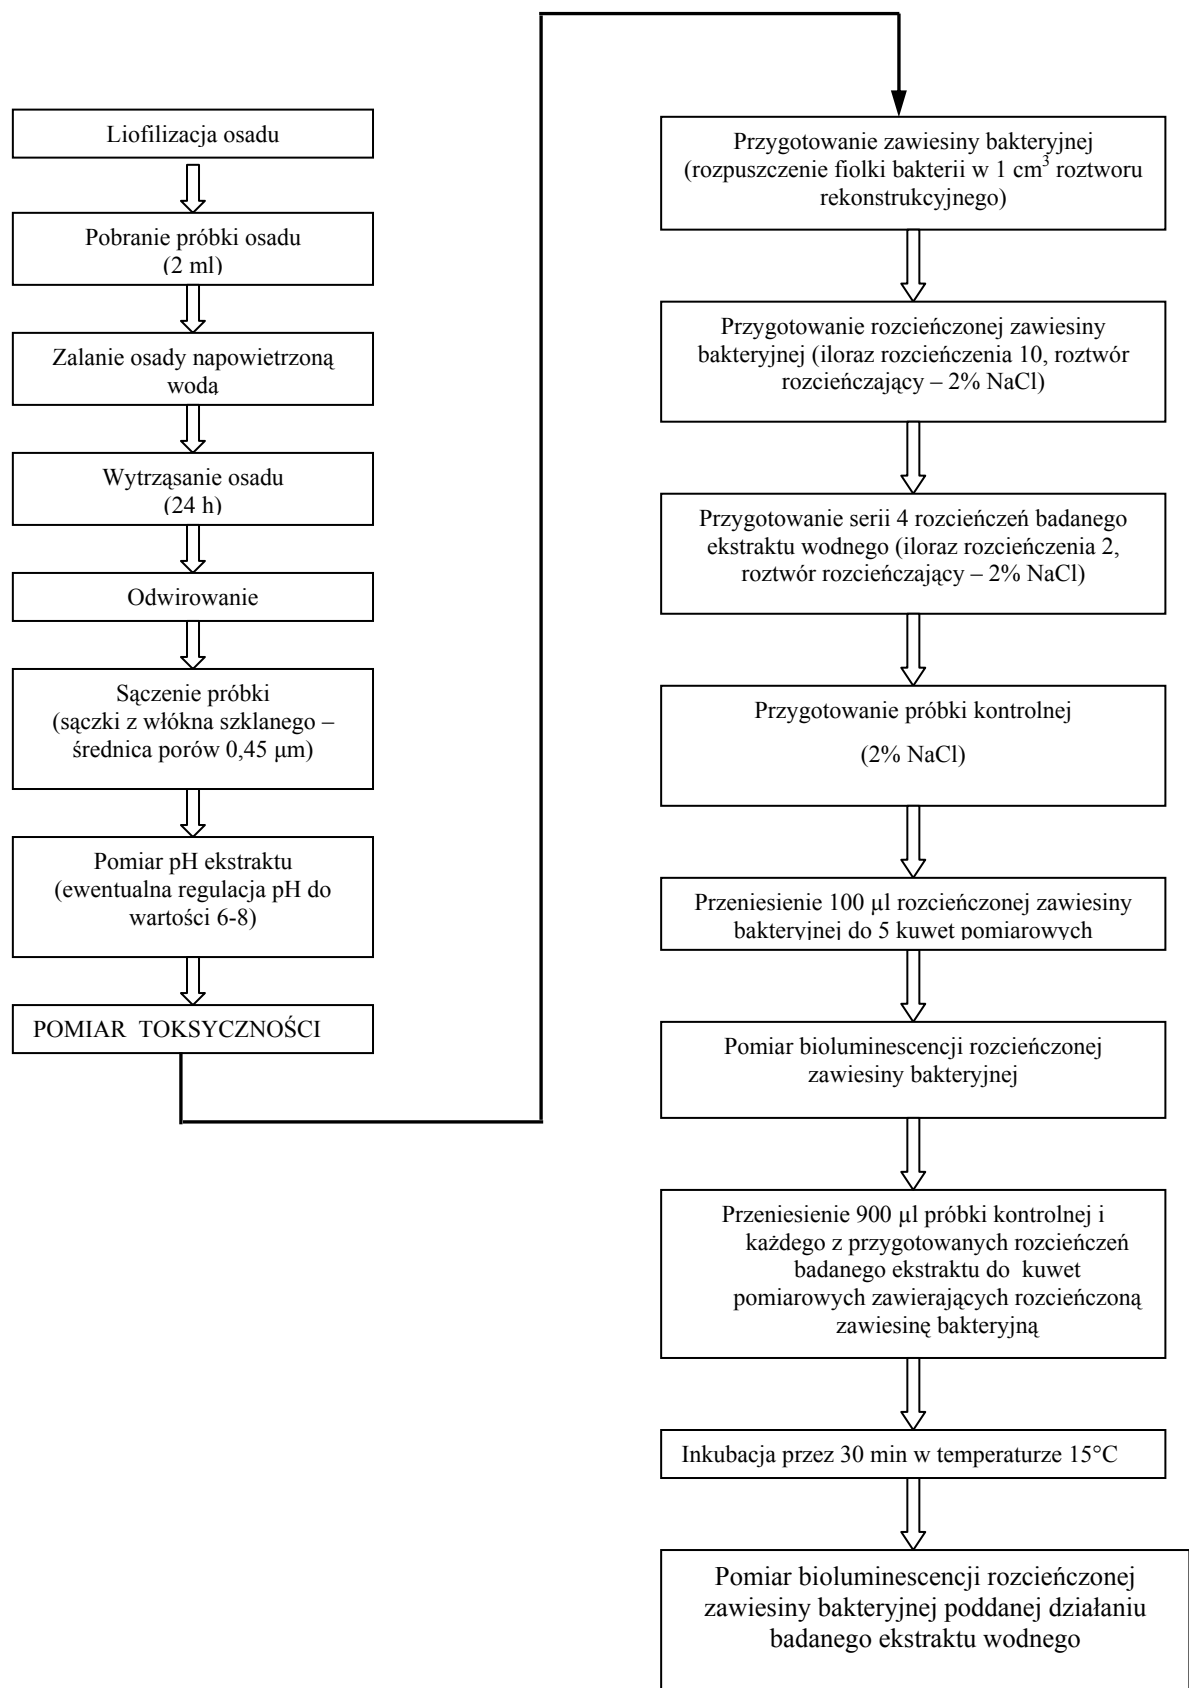 Liofilizacja osadu
Pobranie próbki osadu
(2 ml)
Zalanie osady napowietrzoną
wodą
Wytrząsanie osadu
(24 h)
Odwirowanie
Sączenie próbki
(sączki z włókna szklanego –
średnica porów 0,45 μm)
Pomiar pH ekstraktu
(ewentualna regulacja pH do
wartości 6-8)
POMIAR TOKSYCZNOŚCI
Przygotowanie zawiesiny bakteryjnej
(rozpuszczenie fiolki bakterii w 1 cm³ roztworu
rekonstrukcyjnego)
Przygotowanie rozcieńczonej zawiesiny
bakteryjnej (iloraz rozcieńczenia 10, roztwór
rozcieńczający – 2% NaCl)
Przygotowanie serii 4 rozcieńczeń badanego
ekstraktu wodnego (iloraz rozcieńczenia 2,
roztwór rozcieńczający – 2% NaCl)
Przygotowanie próbki kontrolnej
(2% NaCl)
Przeniesienie 100 μl rozcieńczonej zawiesiny
bakteryjnej do 5 kuwet pomiarowych
Pomiar bioluminescencji rozcieńczonej
zawiesiny bakteryjnej
Przeniesienie 900 μl próbki kontrolnej i
każdego z przygotowanych rozcieńczeń
badanego ekstraktu do kuwet
pomiarowych zawierających rozcieńczoną
zawiesinę bakteryjną
Inkubacja przez 30 min w temperaturze 15°C
Pomiar bioluminescencji rozcieńczonej
zawiesiny bakteryjnej poddanej działaniu
badanego ekstraktu wodnego